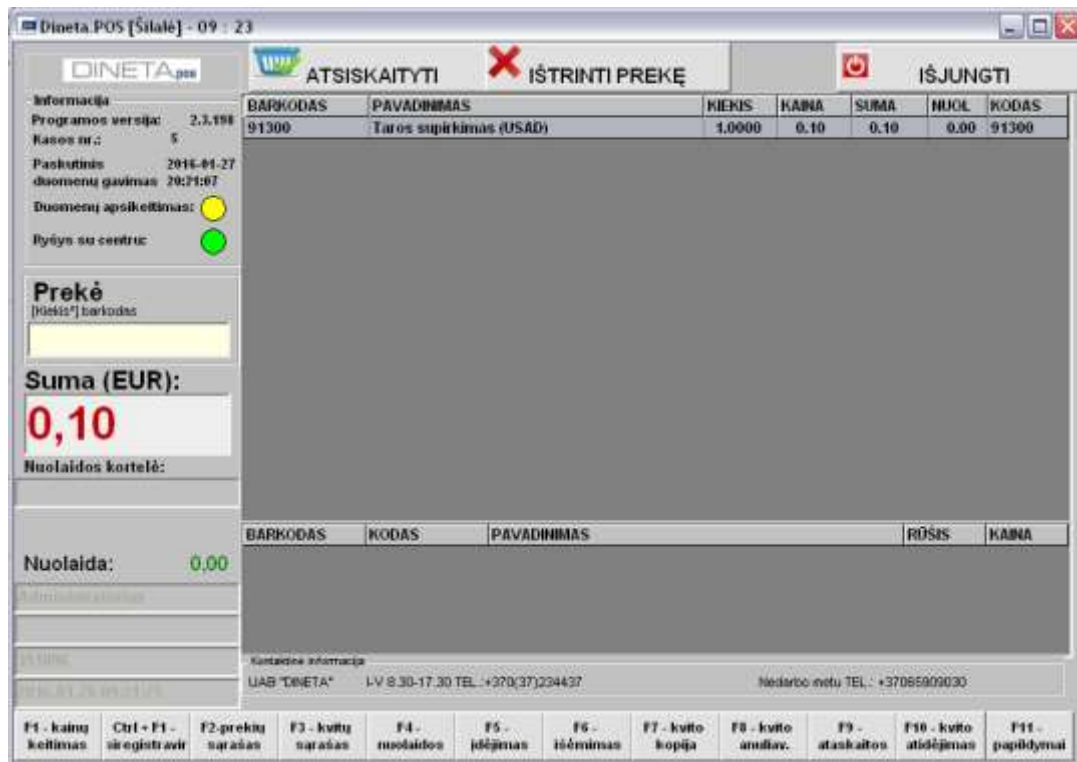 Dineta.POS [Šilalė] - 09 : 23
DINETA.pos
ATSISKAITYTI
IŠTRINTI PREKĘ
IŠJUNGTI
Informacija
Programos versija: 2.3.198
Kasos nr.: 5
Paskutinis 2016-01-27
duomenų gavimas 20:21:07
Duomenų apsikeitimas:
Ryšys su centru:
Prekė
[Kiekis*] barkodas
Suma (EUR):
0,10
Nuolaidos kortelė:
Nuolaida: 0,00
Administratorius
BARKODAS PAVADINIMAS KIEKIS KAINA SUMA NUOL KODAS
91300 Taros supirkimas (USAD) 1.0000 0.10 0.10 0.00 91300
BARKODAS KODAS PAVADINIMAS RŪŠIS KAINA
Kontaktinė informacija
UAB "DINETA" I-V 8.30-17.30 TEL.:+370(37)234437 Nedarbo metu TEL.: +37065909030
F1 - kainų keitimas
Ctrl + F1 - siregistravir
F2-prekių sąrašas
F3 - kvitų sąrašas
F4 - nuolaidos
F5 - įdėjimas
F6 - išėmimas
F7 - kvito kopija
F8 - kvito anuliav.
F9 - ataskaitos
F10 - kvito atidėjimas
F11 - papildymai